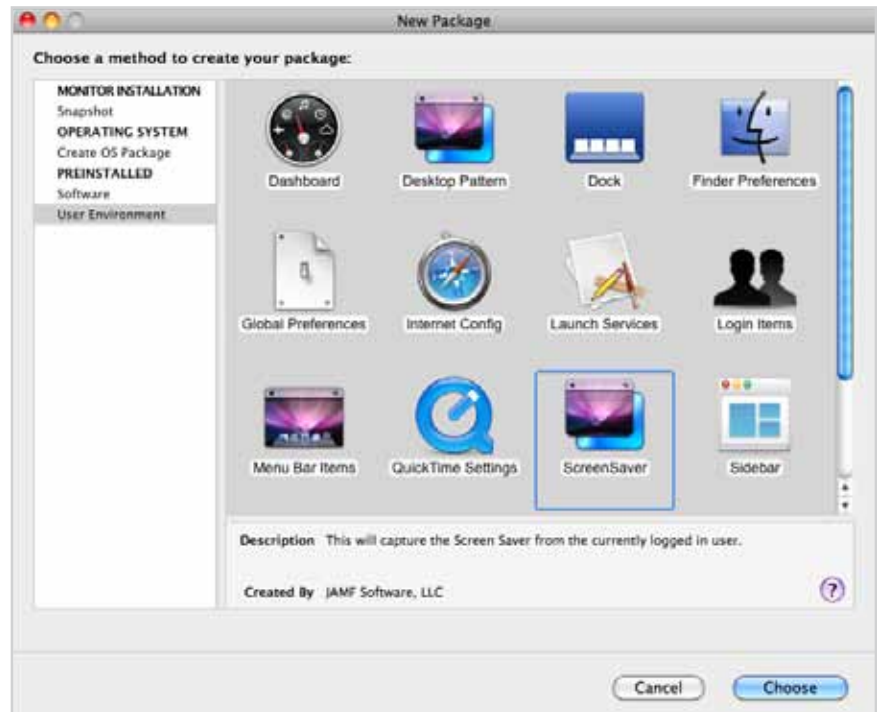 New Package
Choose a method to create your package:
MONITOR INSTALLATION
Snapshot
OPERATING SYSTEM
Create OS Package
PREINSTALLED
Software
User Environment
Dashboard
Desktop Pattern
Dock
Finder Preferences
Global Preferences
Internet Config
Launch Services
Login Items
Menu Bar Items
QuickTime Settings
ScreenSaver
Sidebar
Description This will capture the Screen Saver from the currently logged in user.
Created By JAMF Software, LLC
?
Cancel
Choose